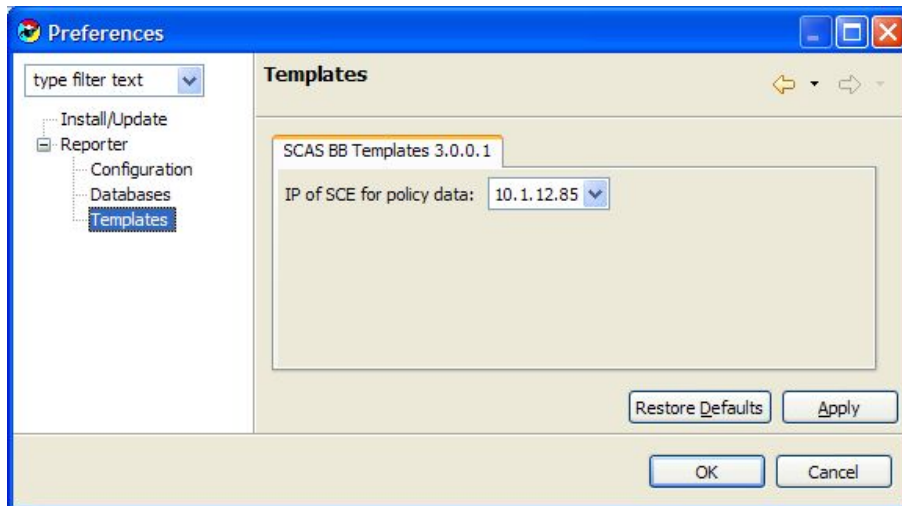 Preferences
type filter text
Install/Update
Reporter
Configuration
Databases
Templates
Templates
SCAS BB Templates 3.0.0.1
IP of SCE for policy data: 10.1.12.85
Restore Defaults Apply
OK Cancel